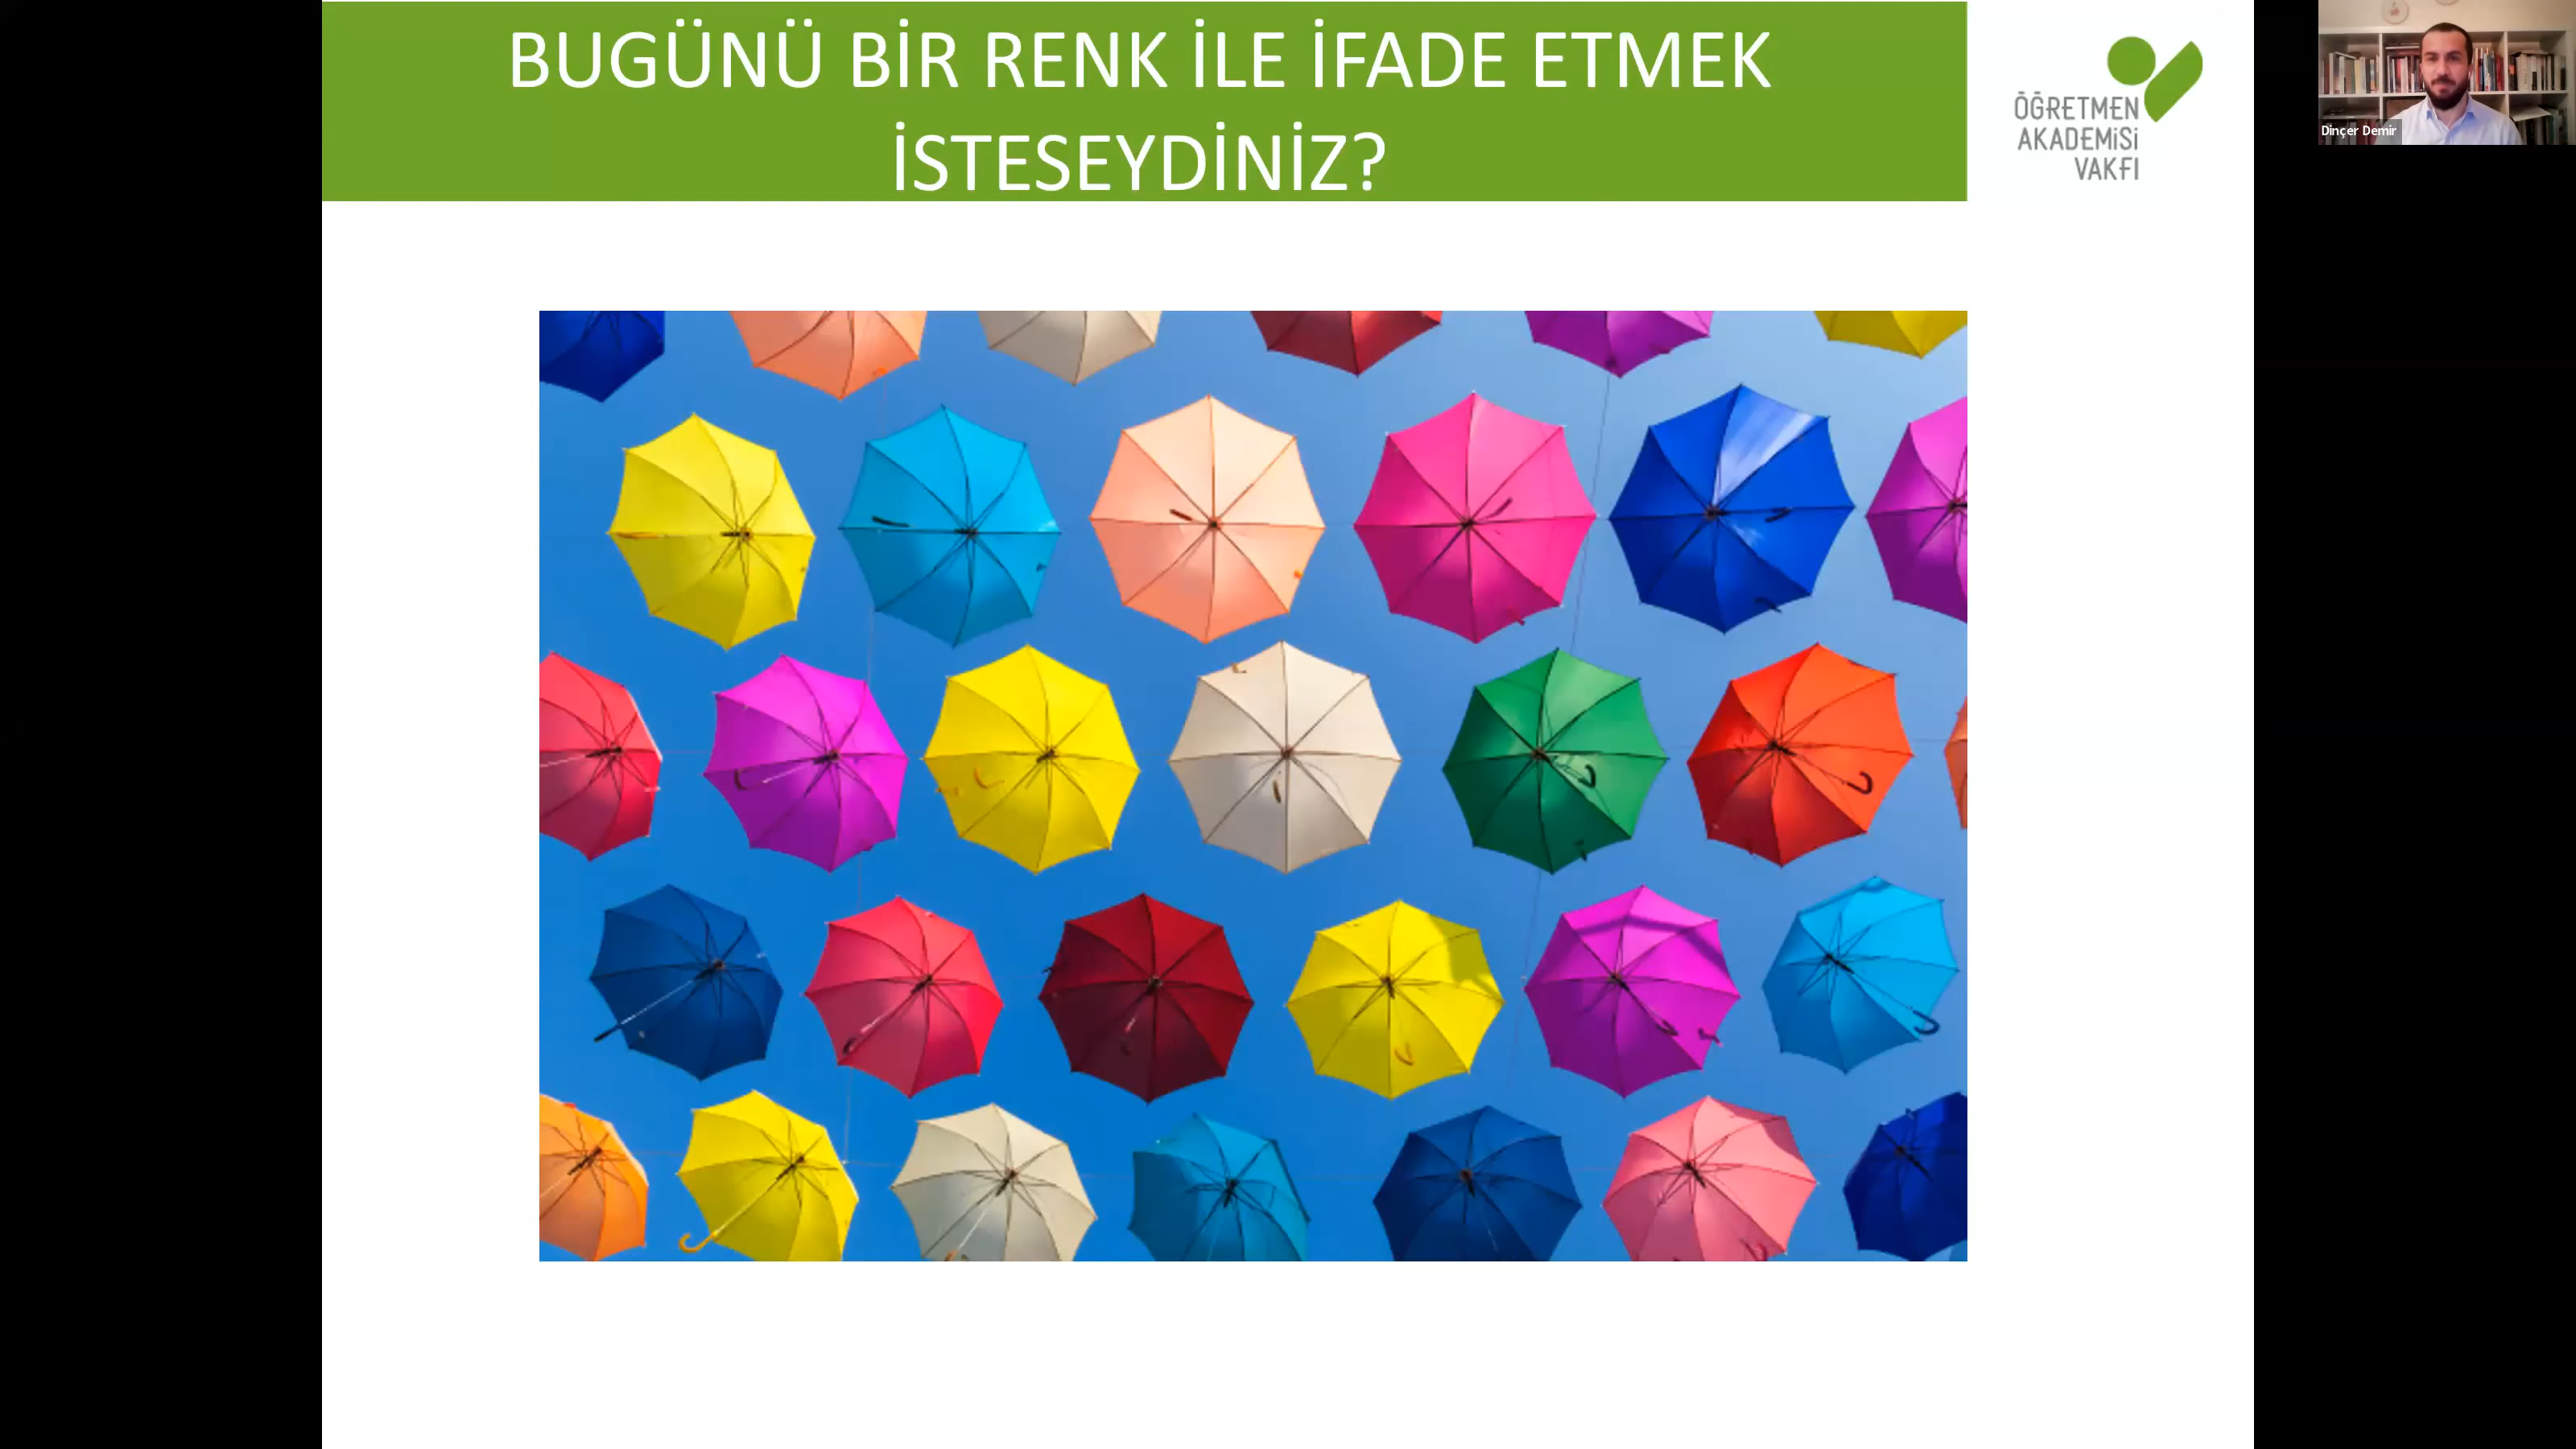 BUGÜNÜ BİR RENK İLE İFADE ETMEK
İSTESEYDİNİZ?
ÖĞRETMEN
AKADEMİSİ
VAKFI
Dinçer Demir